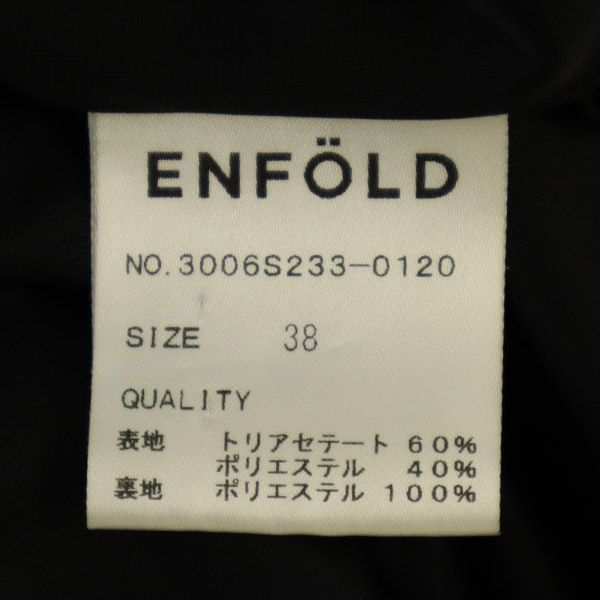 ENFÖLD
NO.3006S233-0120
SIZE 38
QUALITY
表地 トリアセテート 60%
ポリエステル 40%
裏地 ポリエステル 100%